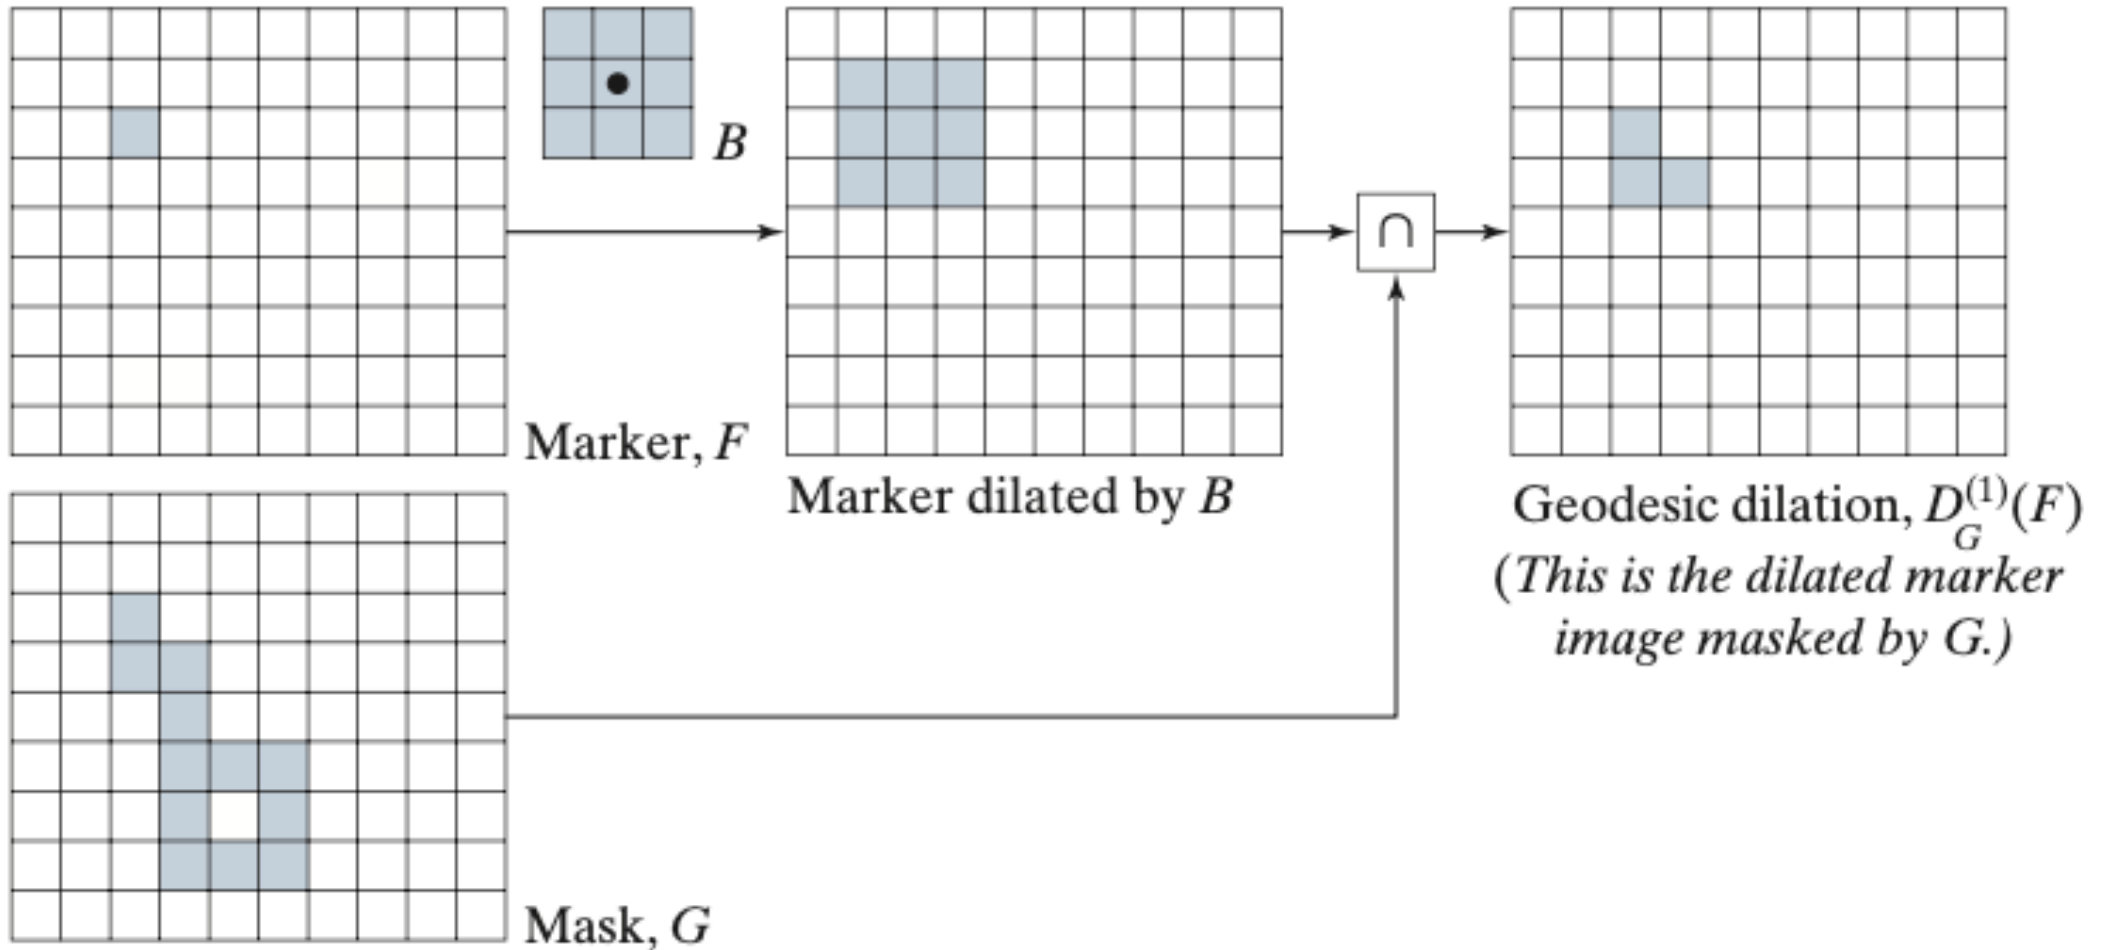 B
Marker, F
Marker dilated by B
∩
Geodesic dilation, D_G^{(1)}(F)
(This is the dilated marker
image masked by G.)
Mask, G